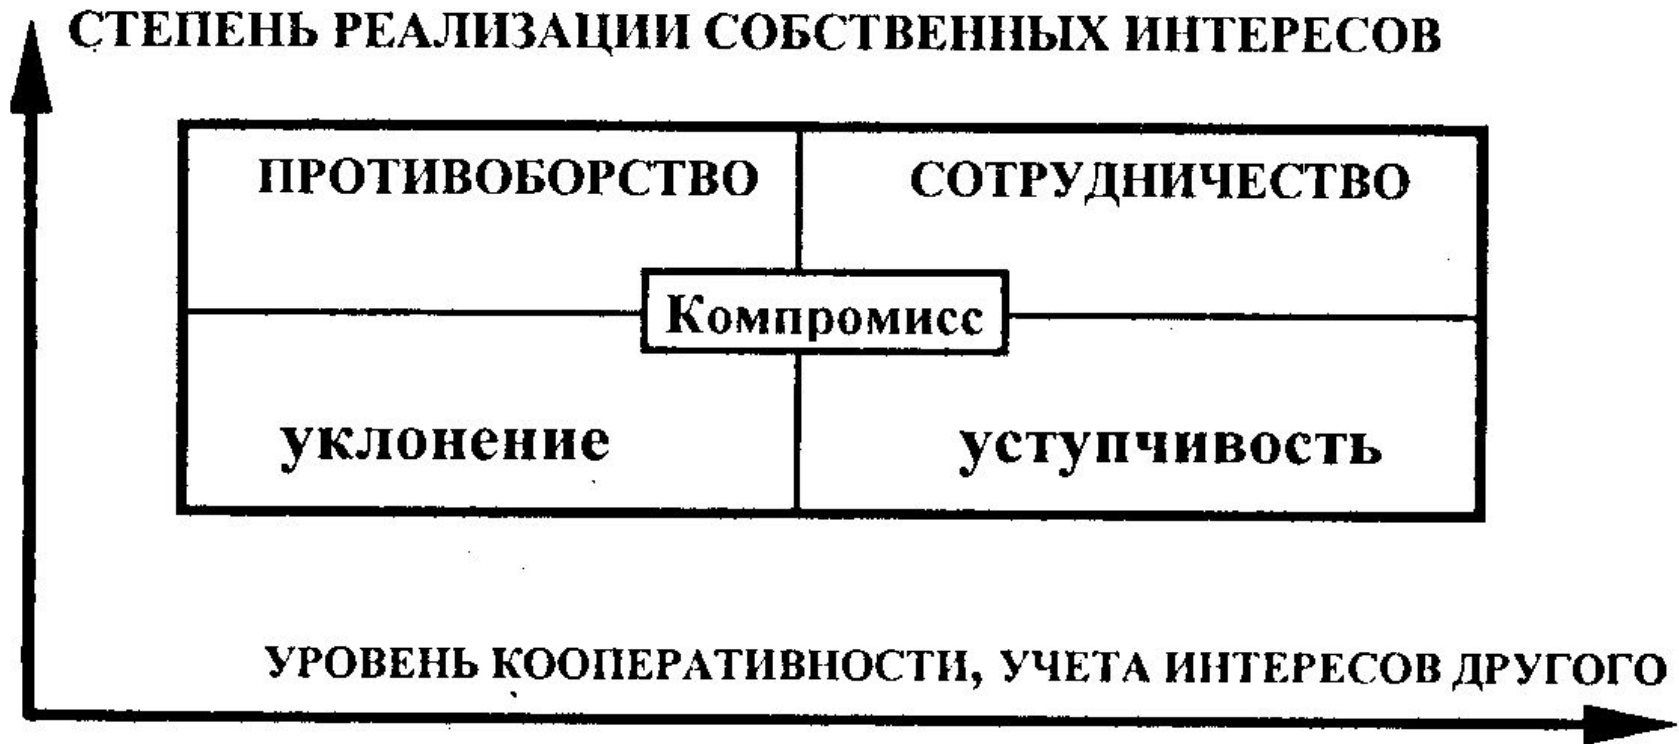 СТЕПЕНЬ РЕАЛИЗАЦИИ СОБСТВЕННЫХ ИНТЕРЕСОВ
ПРОТИВОБОРСТВО
СОТРУДНИЧЕСТВО
Компромисс
уклонение
уступчивость
УРОВЕНЬ КООПЕРАТИВНОСТИ, УЧЕТА ИНТЕРЕСОВ ДРУГОГО